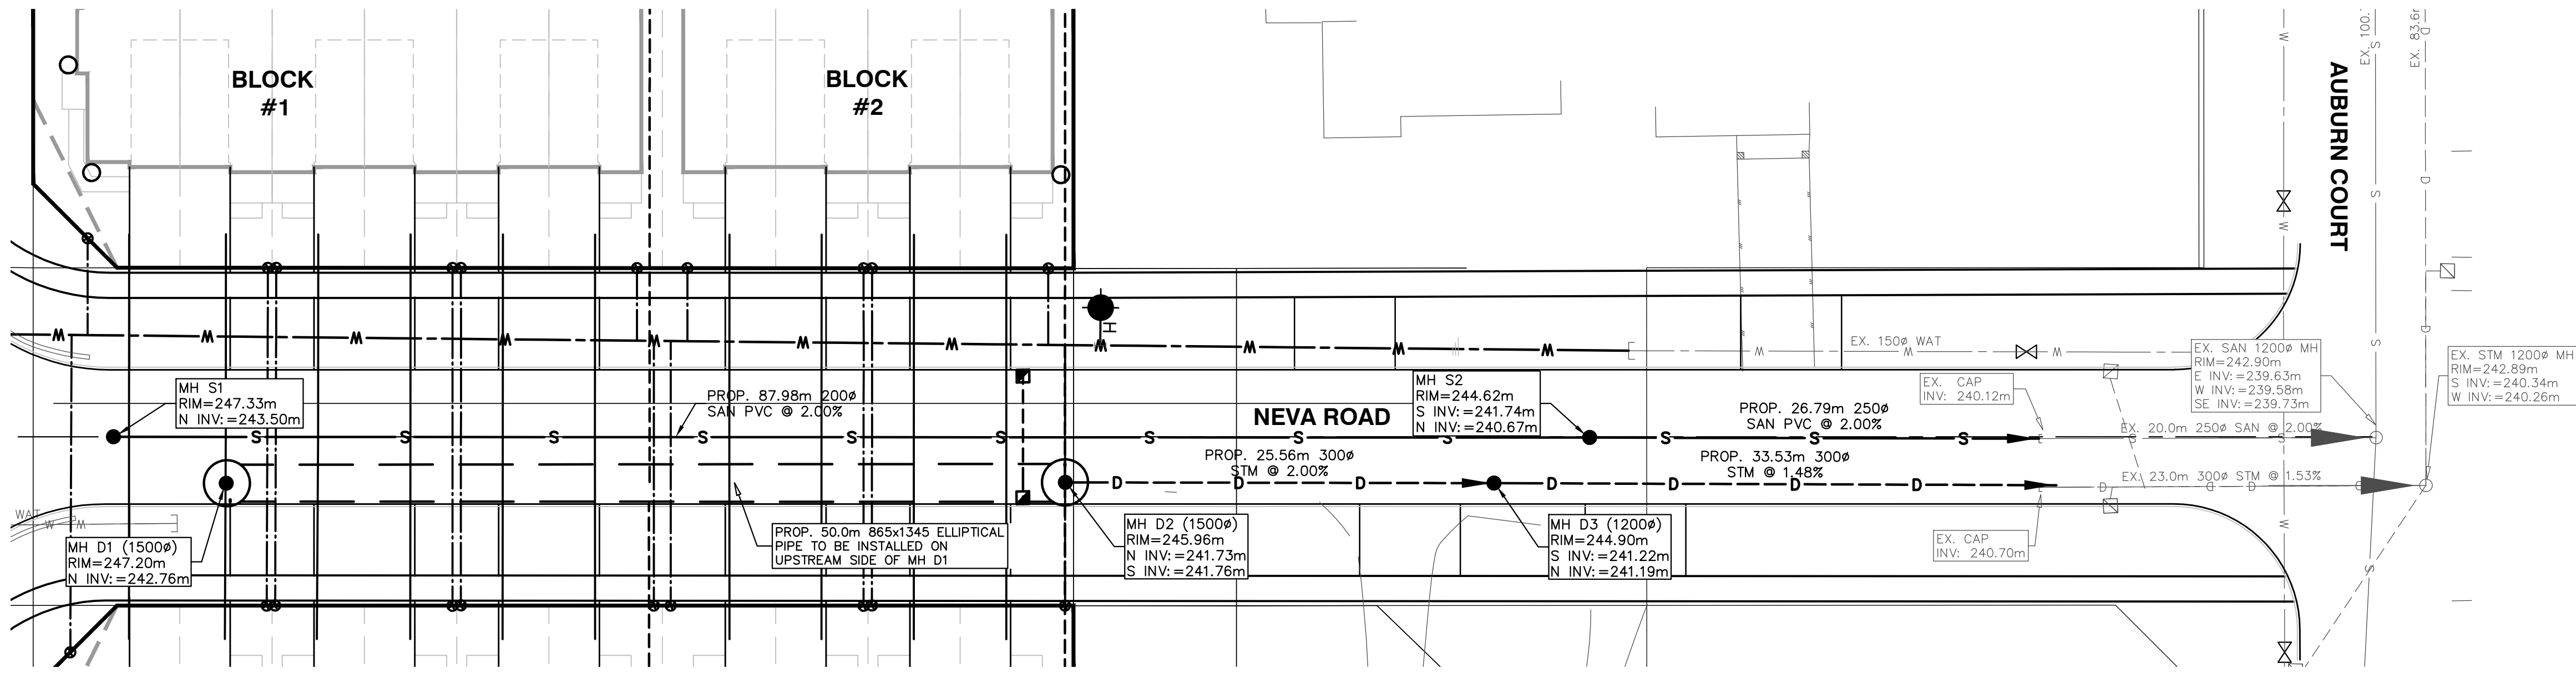 BLOCK
#1
BLOCK
#2
AUBURN COURT
EX. 100.
EX. 83.6
MH S1
RIM=247.33m
N INV:=243.50m
PROP. 87.98m 200ø
SAN PVC @ 2.00%
NEVA ROAD
MH S2
RIM=244.62m
S INV:=241.74m
N INV:=240.67m
PROP. 26.79m 250ø
SAN PVC @ 2.00%
EX. 150ø WAT
EX. CAP
INV: 240.12m
EX. SAN 1200ø MH
RIM=242.90m
E INV:=239.63m
W INV:=239.58m
SE INV:=239.73m
EX. STM 1200ø MH
RIM=242.89m
S INV:=240.34m
W INV:=240.26m
EX. 20.0m 250ø SAN @ 2.00%
PROP. 25.56m 300ø
STM @ 2.00%
PROP. 33.53m 300ø
STM @ 1.48%
EX. 23.0m 300ø STM @ 1.53%
WAT
MH D1 (1500ø)
RIM=247.20m
N INV:=242.76m
PROP. 50.0m 865x1345 ELLIPTICAL
PIPE TO BE INSTALLED ON
UPSTREAM SIDE OF MH D1
MH D2 (1500ø)
RIM=245.96m
N INV:=241.73m
S INV:=241.76m
MH D3 (1200ø)
RIM=244.90m
S INV:=241.22m
N INV:=241.19m
EX. CAP
INV: 240.70m